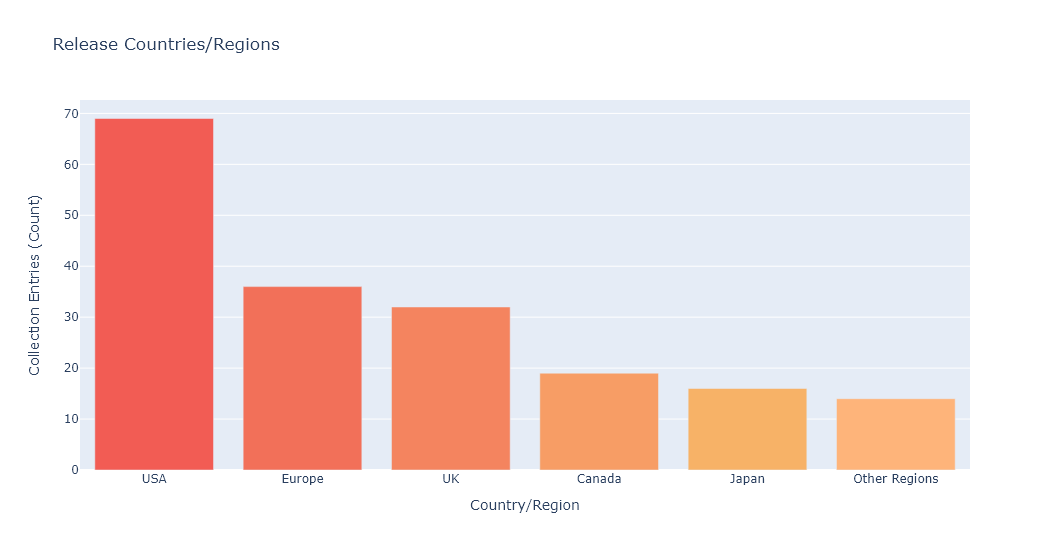 Release Countries/Regions
Collection Entries (Count)
70
60
50
40
30
20
10
0
USA Europe UK Canada Japan Other Regions
Country/Region